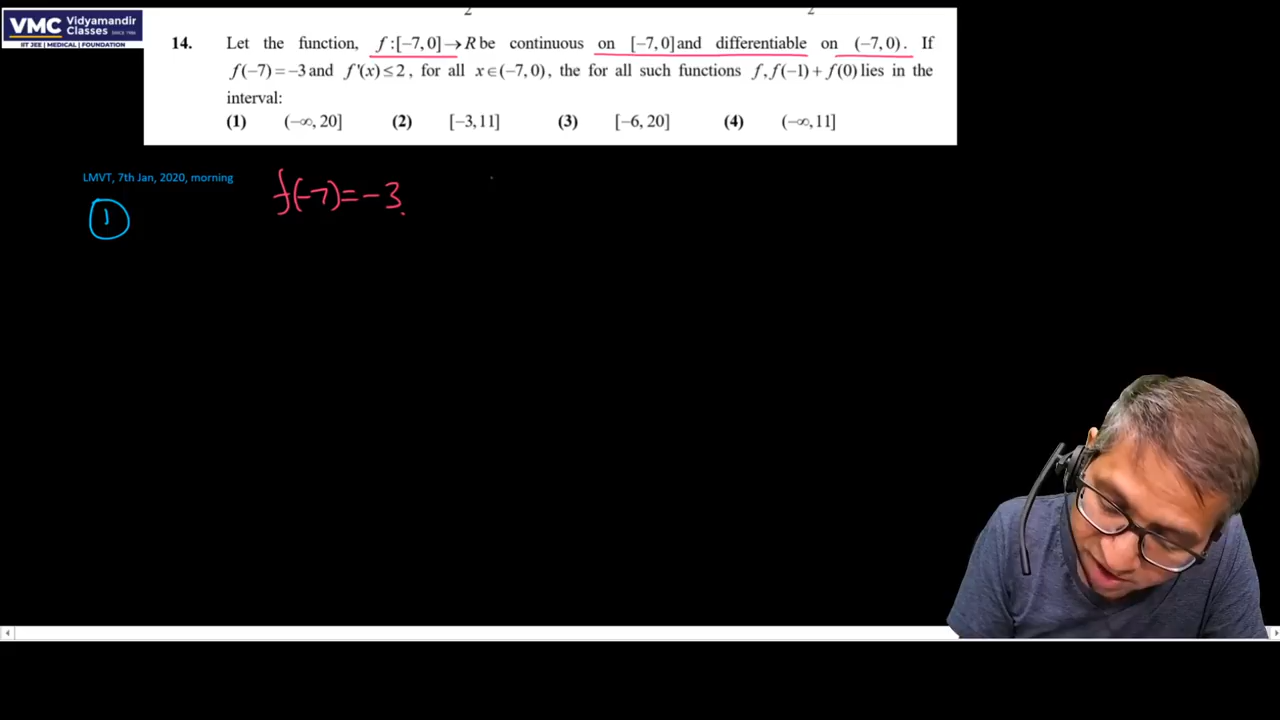 VMC Vidyamandir Classes SINCE 1986
IIT JEE | MEDICAL | FOUNDATION
2 2
14. Let the function, f :[−7, 0] → R be continuous on [−7, 0] and differentiable on (−7, 0). If
f(−7) = −3 and f '(x) ≤ 2, for all x ∈ (−7, 0), the for all such functions f, f(−1) + f(0) lies in the
interval:
(1) (−∞, 20] (2) [−3, 11] (3) [−6, 20] (4) (−∞, 11]
LMVT, 7th Jan, 2020, morning
f(−7) = −3
1